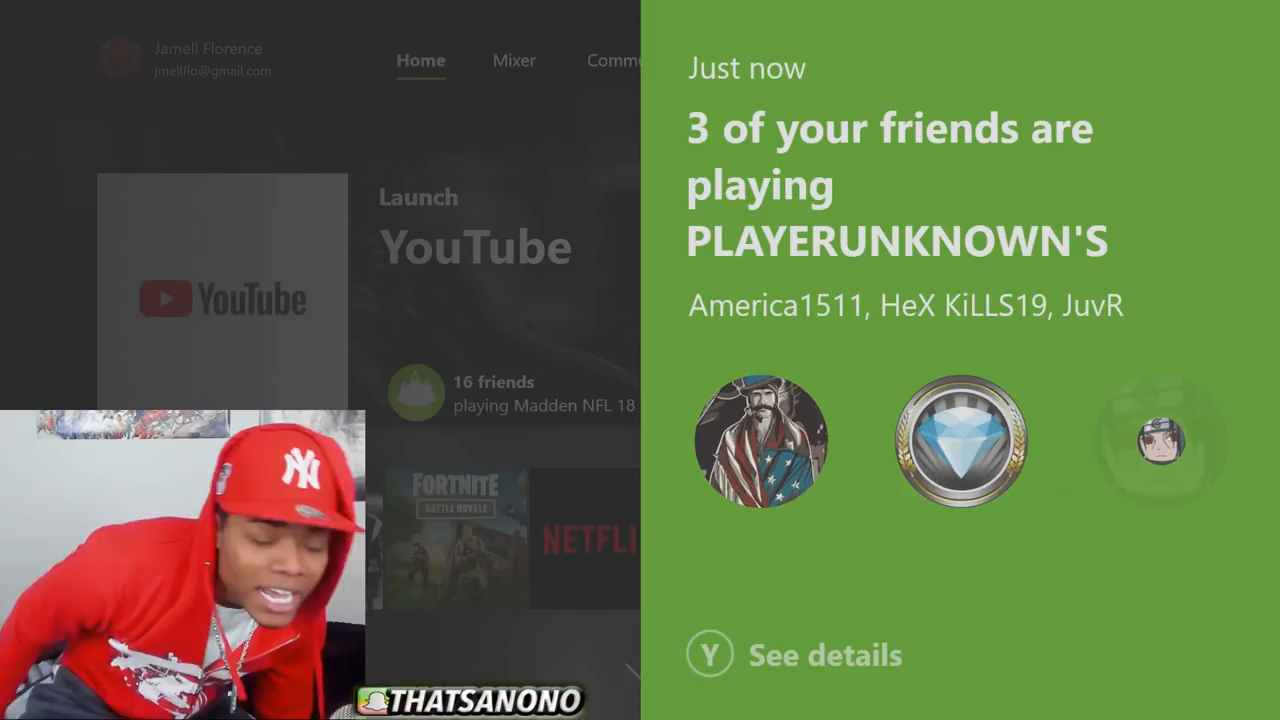 Jamell Florence
jmellflo@gmail.com
Home
Mixer
Commu
Launch
YouTube
YouTube
16 friends
playing Madden NFL 18
FORTNITE
BATTLE ROYALE
NETFLI
Just now
3 of your friends are
playing
PLAYERUNKNOWN'S
America1511, HeX KiLLS19, JuvR
Y See details
NY
THATSANONO